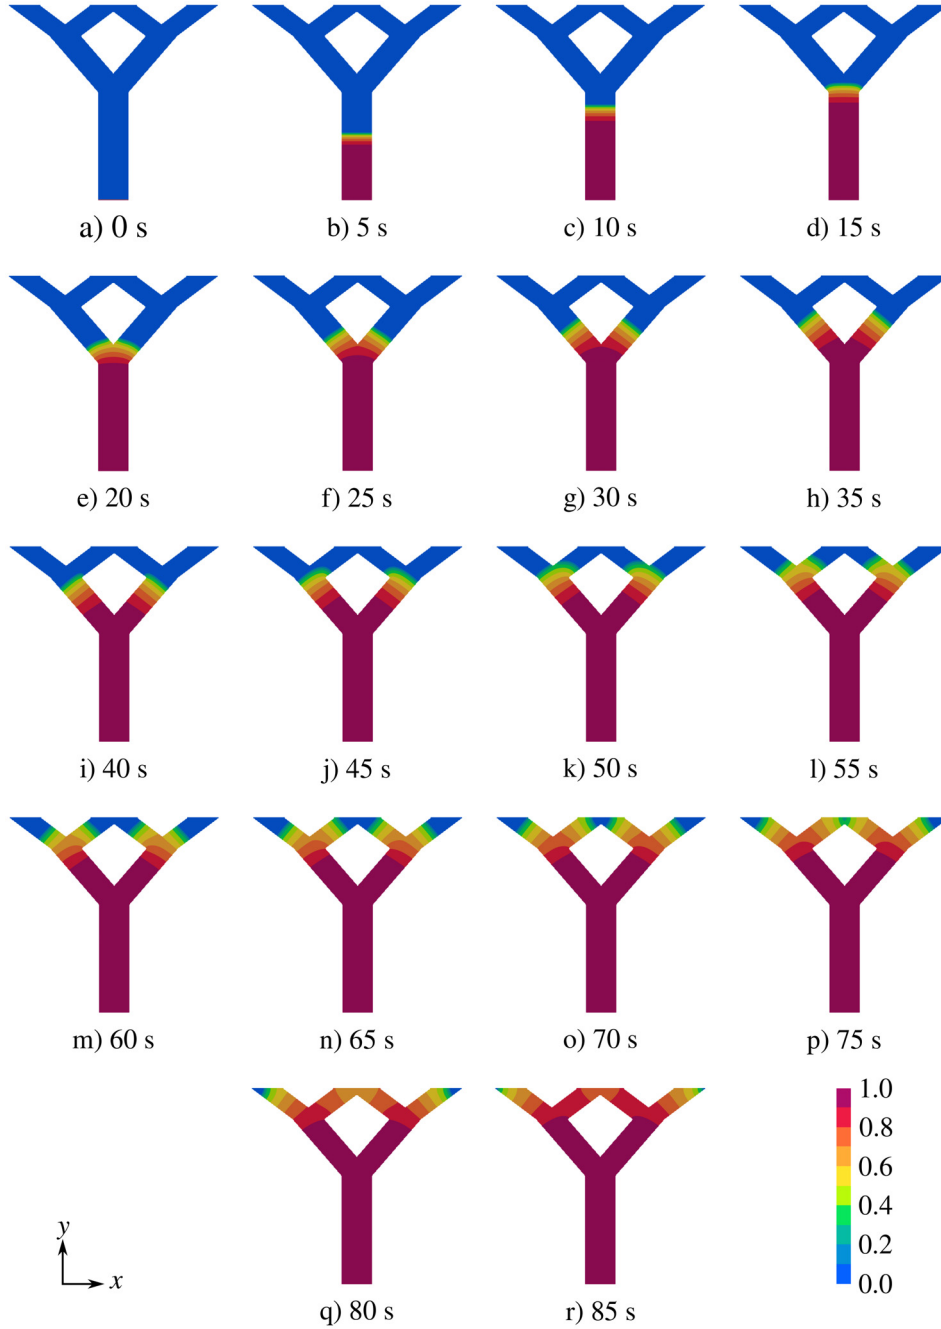 a) 0 s
b) 5 s
c) 10 s
d) 15 s
e) 20 s
f) 25 s
g) 30 s
h) 35 s
i) 40 s
j) 45 s
k) 50 s
l) 55 s
m) 60 s
n) 65 s
o) 70 s
p) 75 s
1.0
0.8
0.6
0.4
0.2
0.0
y
x
q) 80 s
r) 85 s